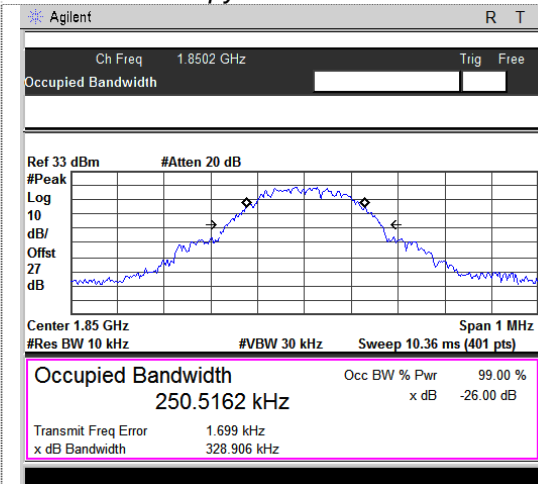 Agilent R T
Ch Freq 1.8502 GHz Trig Free
Occupied Bandwidth
Ref 33 dBm #Atten 20 dB
#Peak
Log
10
dB/
Offst
27
dB
Center 1.85 GHz Span 1 MHz
#Res BW 10 kHz #VBW 30 kHz Sweep 10.36 ms (401 pts)
Occupied Bandwidth Occ BW % Pwr 99.00 %
250.5162 kHz x dB -26.00 dB
Transmit Freq Error 1.699 kHz
x dB Bandwidth 328.906 kHz